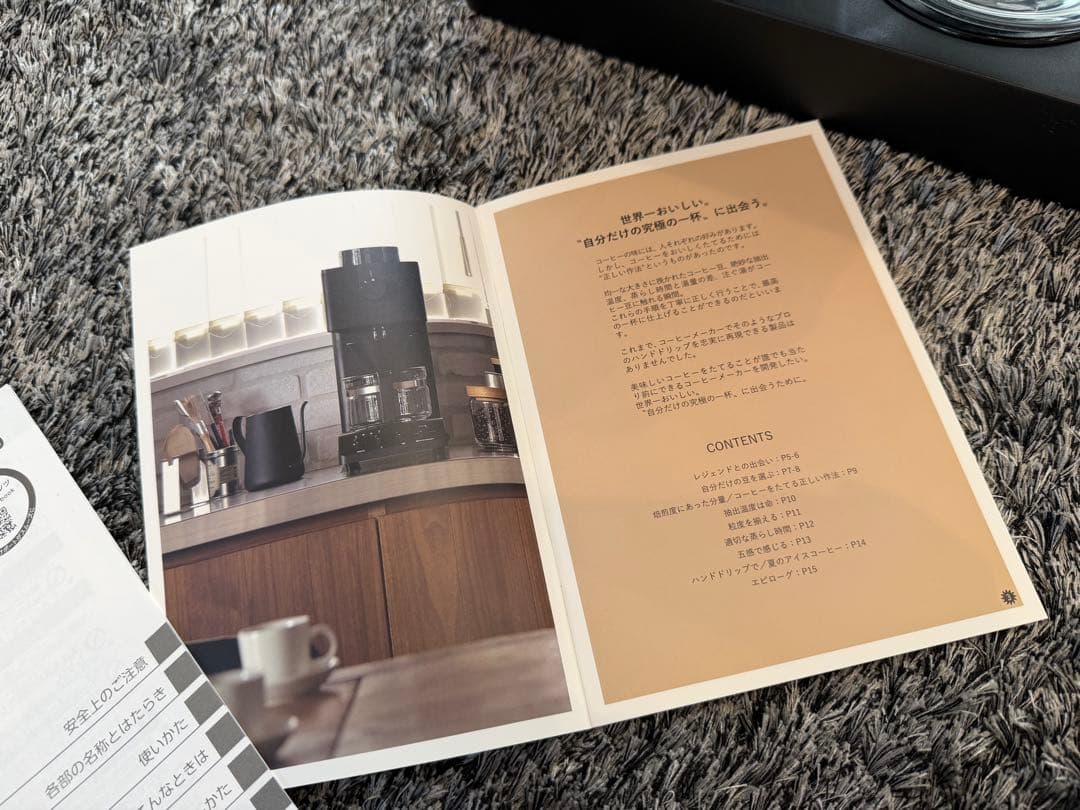 世界一おいしい。
“自分だけの究極の一杯〟に出会う。
コーヒーの味には、人それぞれの好みがあります。
しかし、コーヒーをおいしくたてるためには
“正しい作法”というものがあったのです。
均一な大きさに挽かれたコーヒー豆、絶妙な抽出
温度、蒸らし時間と湯量の差、注ぐ湯がコー
ヒー豆に触れる瞬間。
これらの手順を丁寧に正しく行うことで、最高
の一杯に仕上げることができるのだといいま
す。
これまで、コーヒーメーカーでそのようなプロ
のハンドドリップを忠実に再現できる製品は
ありませんでした。
美味しいコーヒーをたてることが誰でも当た
り前にできるコーヒーメーカーを開発したい。
世界一おいしい。
“自分だけの究極の一杯〟に出会うために。
CONTENTS
レジェンドとの出会い：P5-6
自分だけの豆を選ぶ：P7-8
焙煎度にあった分量／コーヒーをたてる正しい作法：P9
抽出温度は命：P10
粒度を揃える：P11
適切な蒸らし時間：P12
五感で感じる：P13
ハンドドリップで／夏のアイスコーヒー：P14
エピローグ：P15
book
安全上のご注意
各部の名称とはたらき
使いかた
こんなときは
かた